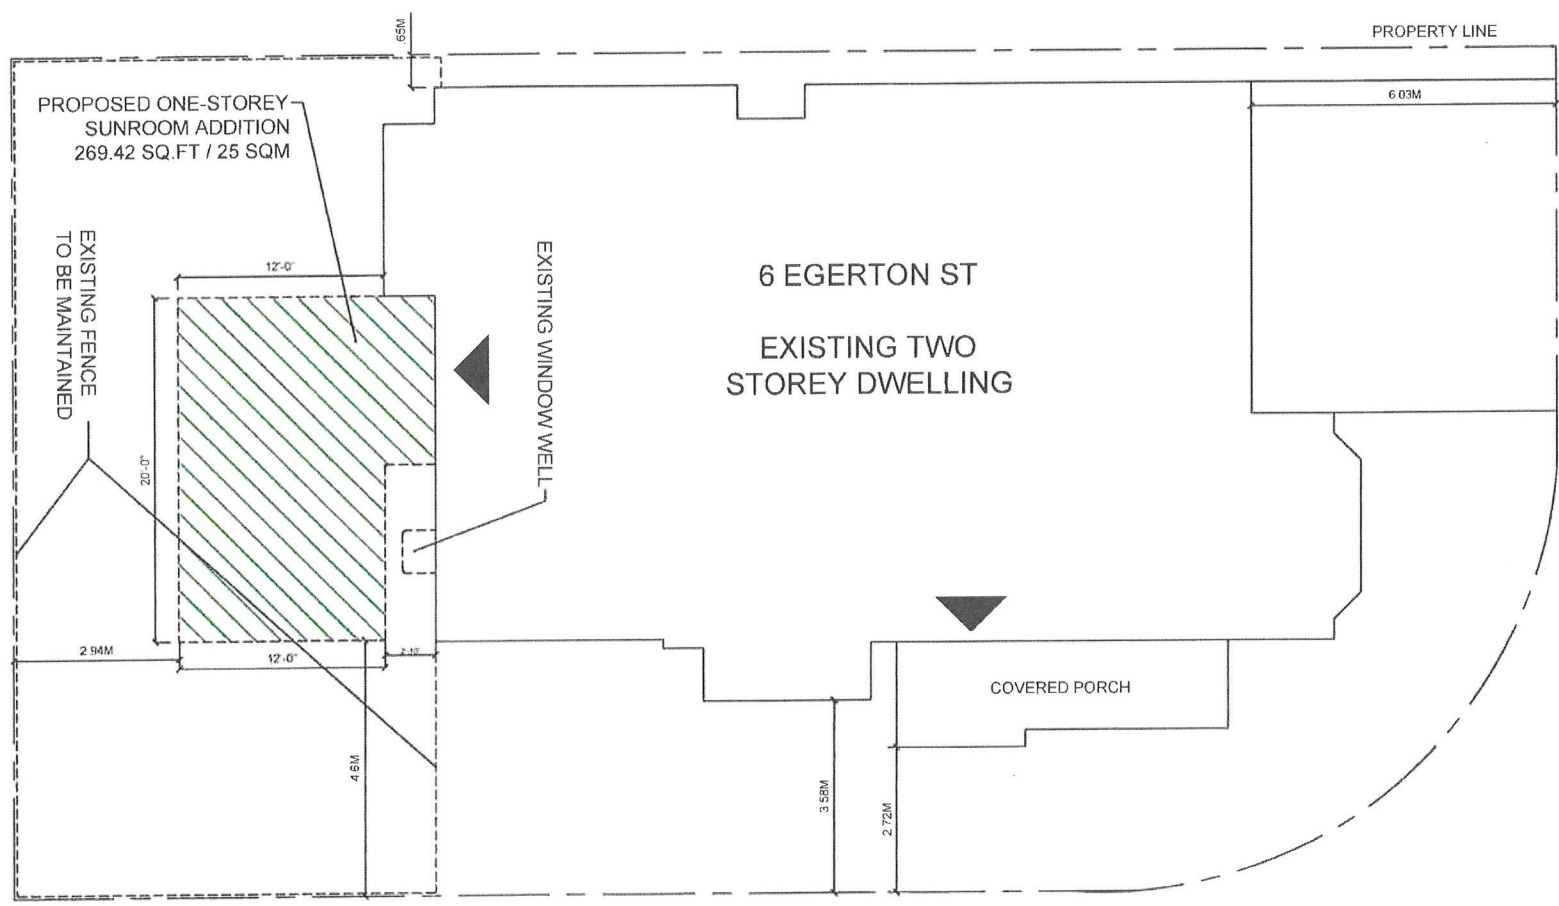 .65M
PROPERTY LINE
6.03M
PROPOSED ONE-STOREY
SUNROOM ADDITION
269.42 SQ.FT / 25 SQM
EXISTING FENCE
TO BE MAINTAINED
12'-0"
EXISTING WINDOW WELL
6 EGERTON ST
EXISTING TWO
STOREY DWELLING
20'-0"
2.94M
12'-0"
2'-10"
COVERED PORCH
4.6M
3.58M
2.72M